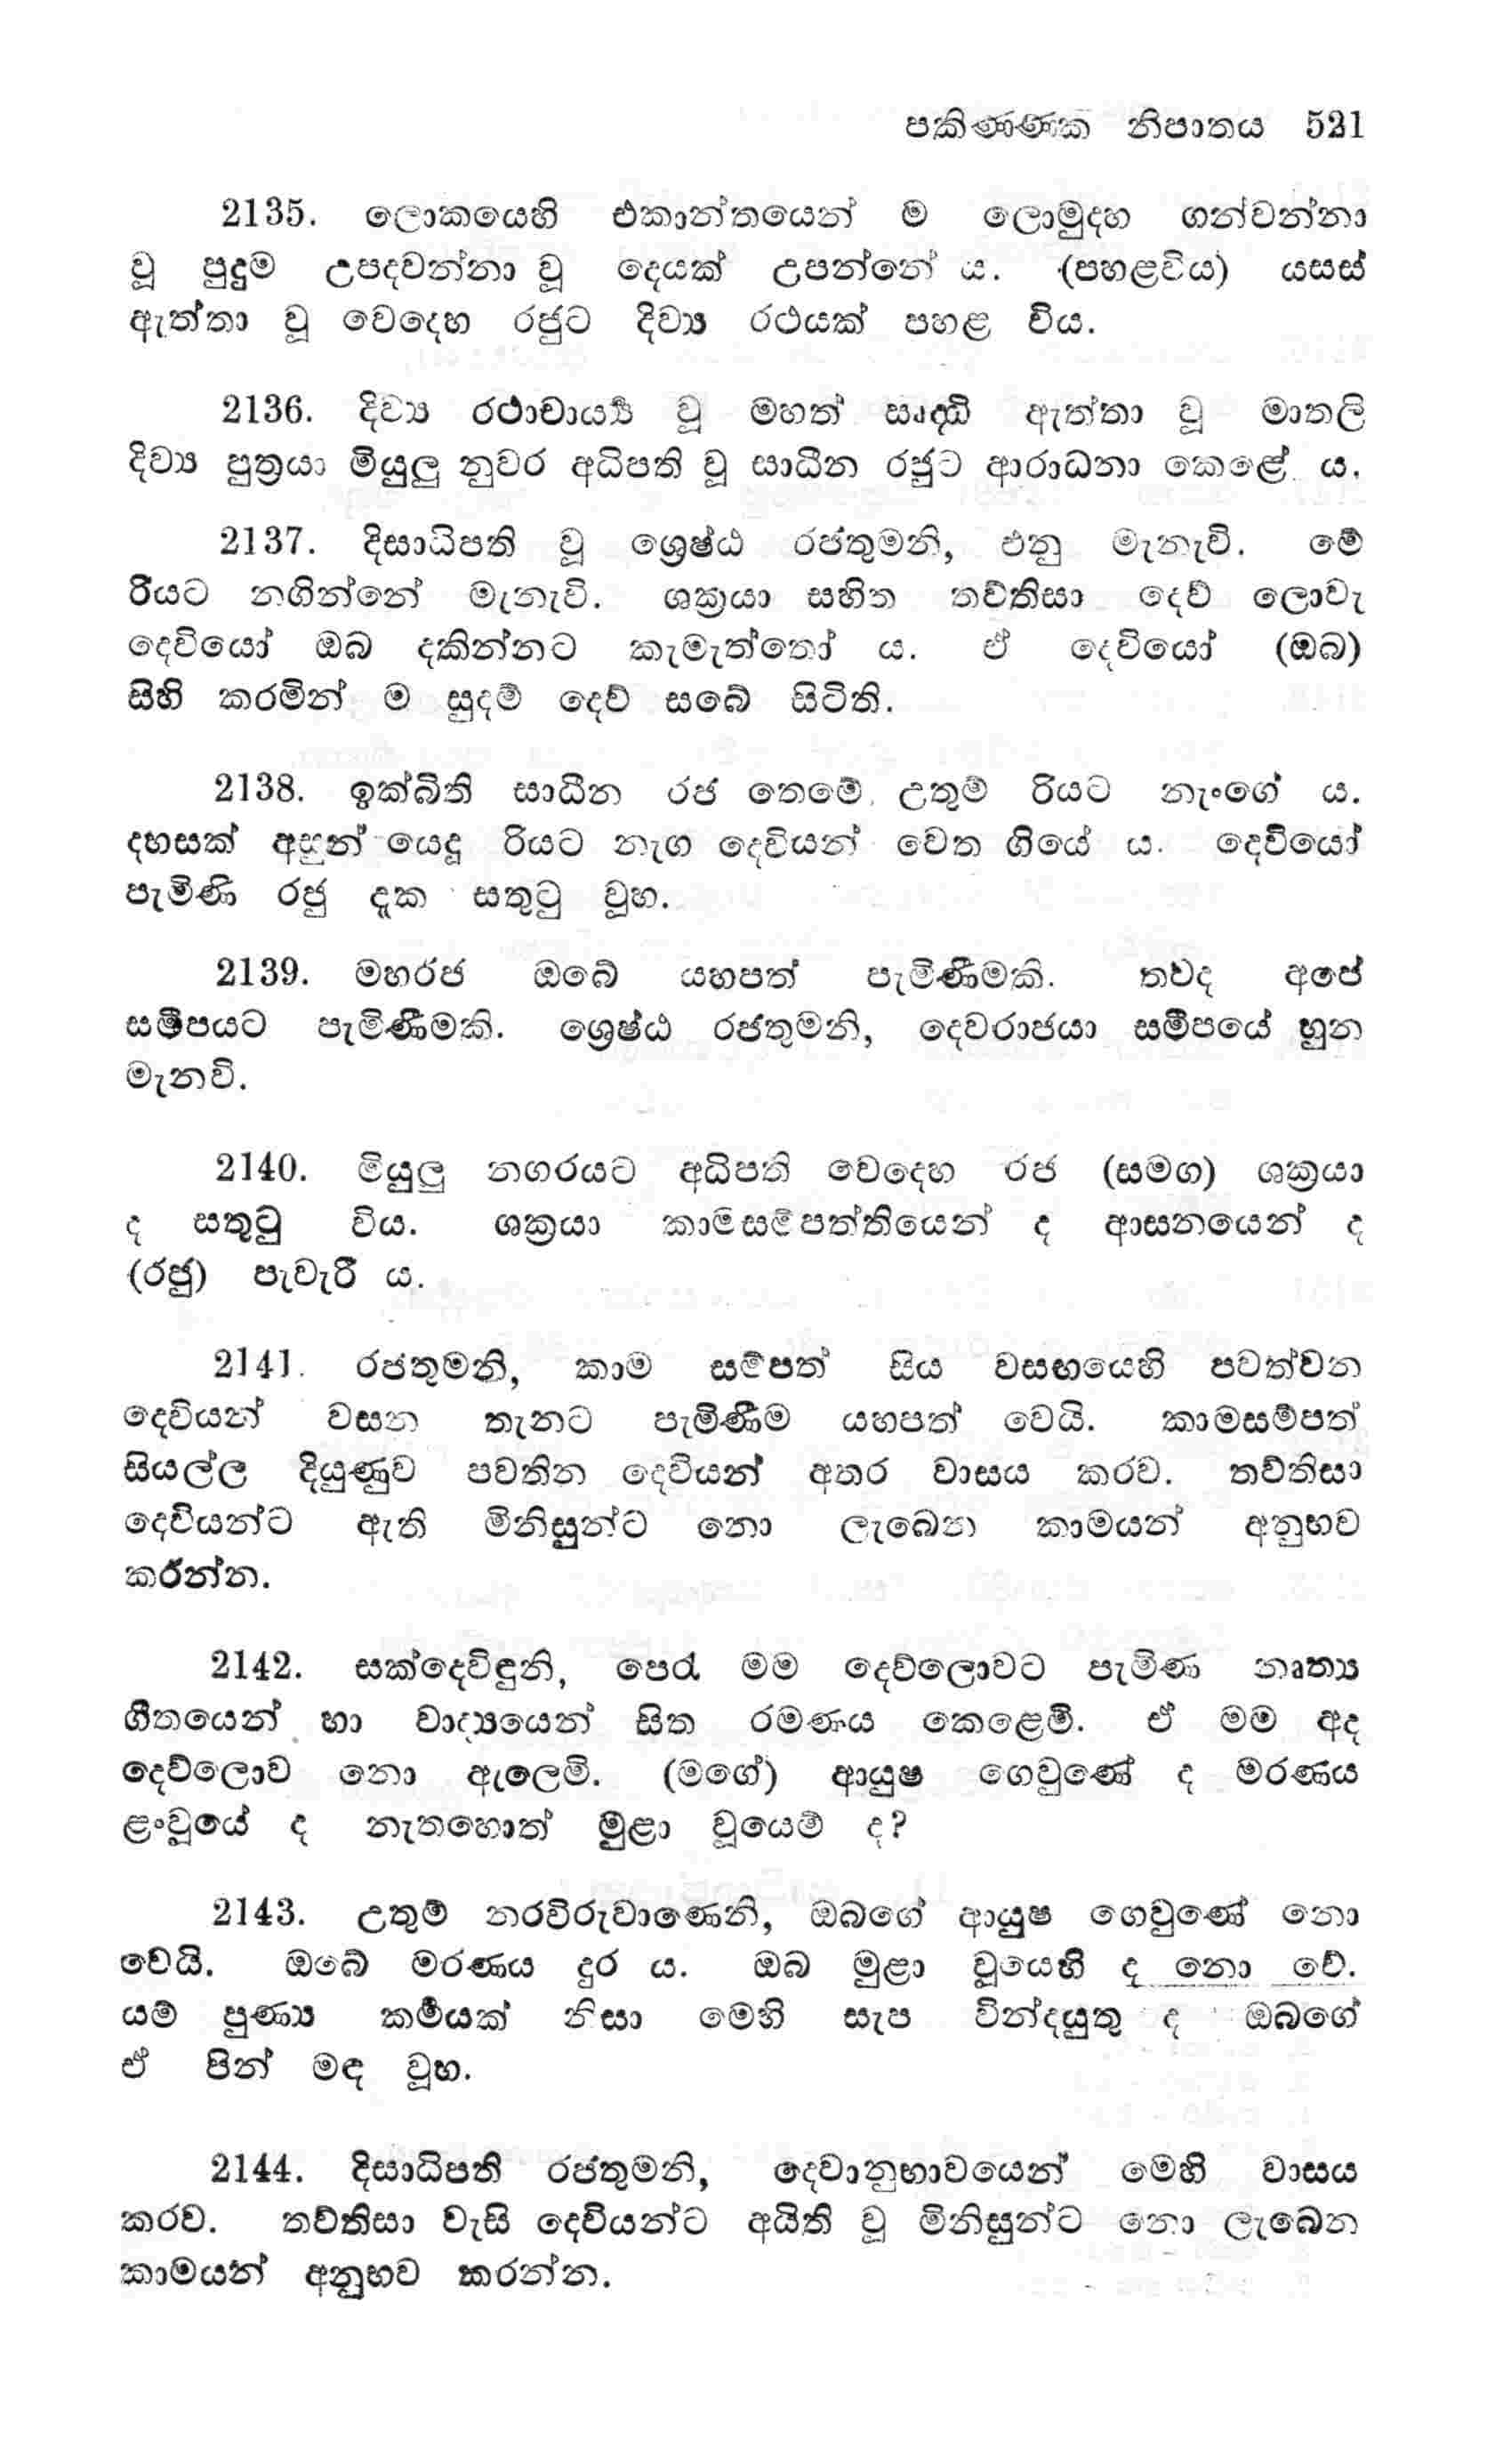 පකිණ්ණක නිපාතය 521
2135. ලොකයෙහි එකාන්තයෙන් ම ලොමුදහ ගන්වන්නා
වූ පුදුම උපදවන්නා වූ දෙයක් උපන්නේ ය. (පහළවිය) යසස්
ඇත්තා වූ වෙදෙහ රජුට දිව්‍ය රථයක් පහළ විය.
2136. දිව්‍ය රථාචාර්‍ය්‍ය වූ මහත් ඍද්ධි ඇත්තා වූ මාතලි
දිව්‍ය පුත්‍රයා මියුලු නුවර අධිපති වූ සාධීන රජුට ආරාධනා කෙළේ ය.
2137. දිසාධිපති වූ ශ්‍රෙෂ්ඨ රජතුමනි, එනු මැනැවි. මේ
රියට නගින්නේ මැනැවි. ශක්‍රයා සහිත තව්තිසා දෙව් ලොවැ
දෙවියෝ ඔබ දකින්නට කැමැත්තෝ ය. ඒ දෙවියෝ (ඔබ)
සිහි කරමින් ම සුදම් දෙව් සබේ සිටිති.
2138. ඉක්බිති සාධීන රජ තෙමේ උතුම් රියට නැංගේ ය.
දහසක් අසුන් යෙදූ රියට නැග දෙවියන් වෙත ගියේ ය. දෙවියෝ
පැමිණි රජු දැක සතුටු වූහ.
2139. මහරජ ඔබේ යහපත් පැමිණීමකි. තවද අපේ
සමීපයට පැමිණීමකි. ශ්‍රෙෂ්ඨ රජතුමනි, දෙවරාජයා සමීපයේ හුන
මැනවි.
2140. මියුලු නගරයට අධිපති වෙදෙහ රජ (සමග) ශක්‍රයා
ද සතුටු විය. ශක්‍රයා කාමසම්පත්තියෙන් ද ආසනයෙන් ද
(රජු) පැවැරී ය.
2141. රජතුමනි, කාම සම්පත් සිය වසඟයෙහි පවත්වන
දෙවියන් වසන තැනට පැමිණීම යහපත් වෙයි. කාමසම්පත්
සියල්ල දියුණුව පවතින දෙවියන් අතර වාසය කරව. තව්තිසා
දෙවියන්ට ඇති මිනිසුන්ට නො ලැබෙන කාමයන් අනුභව
කරන්න.
2142. සක්දෙවිඳුනි, පෙර මම දෙව්ලොවට පැමිණ නෘත්‍ය
ගීතයෙන් හා වාද්‍යයෙන් සිත රමණය කෙළෙමි. ඒ මම අද
දෙව්ලොව නො ඇලෙමි. (මගේ) ආයුෂ ගෙවුණේ ද මරණය
ළංවූයේ ද නැතහොත් මුළා වූයෙම් ද?
2143. උතුම් නරවිරුවාණෙනි, ඔබගේ ආයුෂ ගෙවුණේ නො
වෙයි. ඔබේ මරණය දුර ය. ඔබ මුළා වූයෙහි ද නො වේ.
යම් පුණ්‍ය කර්‍මයක් නිසා මෙහි සැප වින්දයුතු ද ඔබගේ
ඒ පින් මඳ වූහ.
2144. දිසාධිපති රජතුමනි, දෙවානුභාවයෙන් මෙහි වාසය
කරව. තව්තිසා වැසි දෙවියන්ට අයිති වූ මිනිසුන්ට නො ලැබෙන
කාමයන් අනුභව කරන්න.